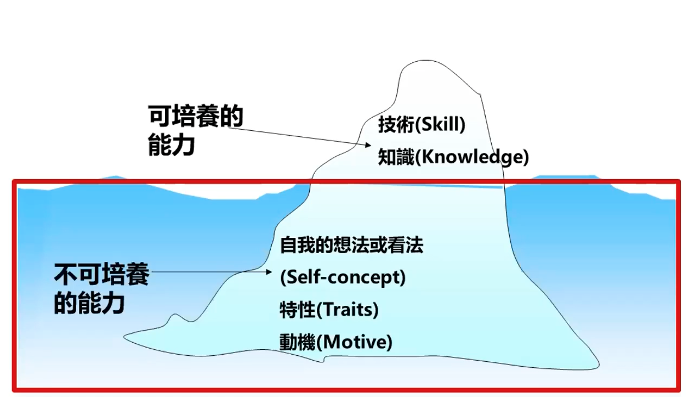 可培養的
能力
技術(Skill)
知識(Knowledge)
不可培養
的能力
自我的想法或看法
(Self-concept)
特性(Traits)
動機(Motive)